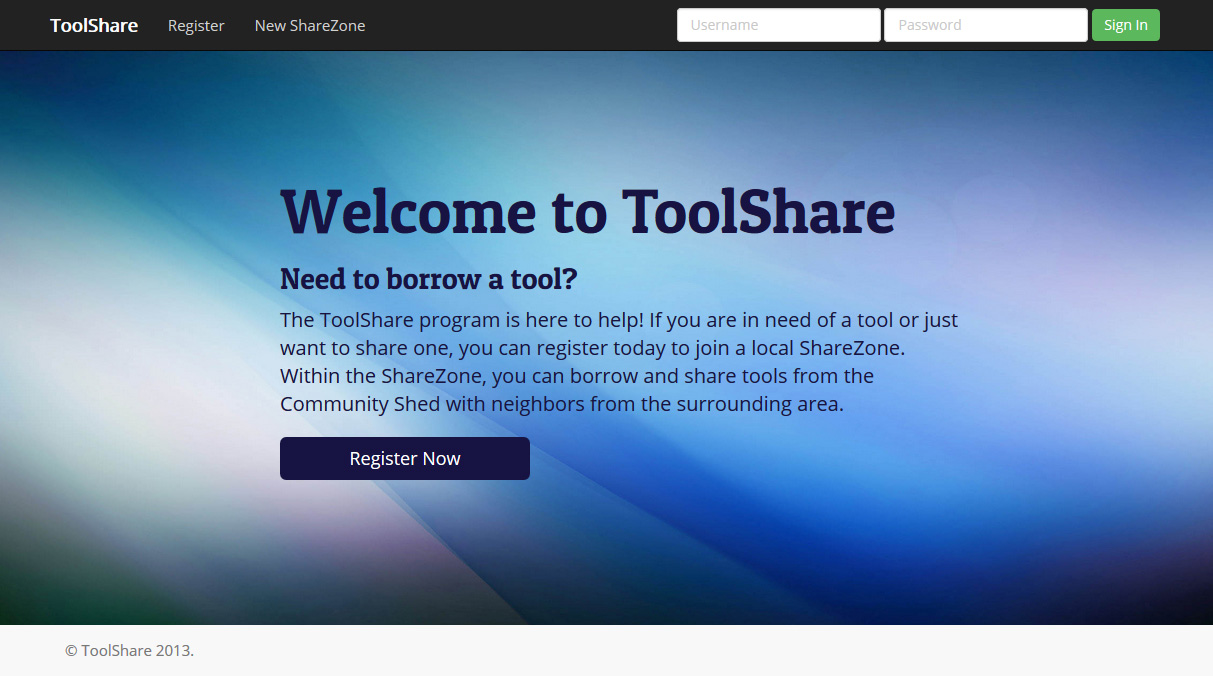 ToolShare Register New ShareZone Username Password Sign In
Welcome to ToolShare
Need to borrow a tool?
The ToolShare program is here to help! If you are in need of a tool or just
want to share one, you can register today to join a local ShareZone.
Within the ShareZone, you can borrow and share tools from the
Community Shed with neighbors from the surrounding area.
Register Now
© ToolShare 2013.